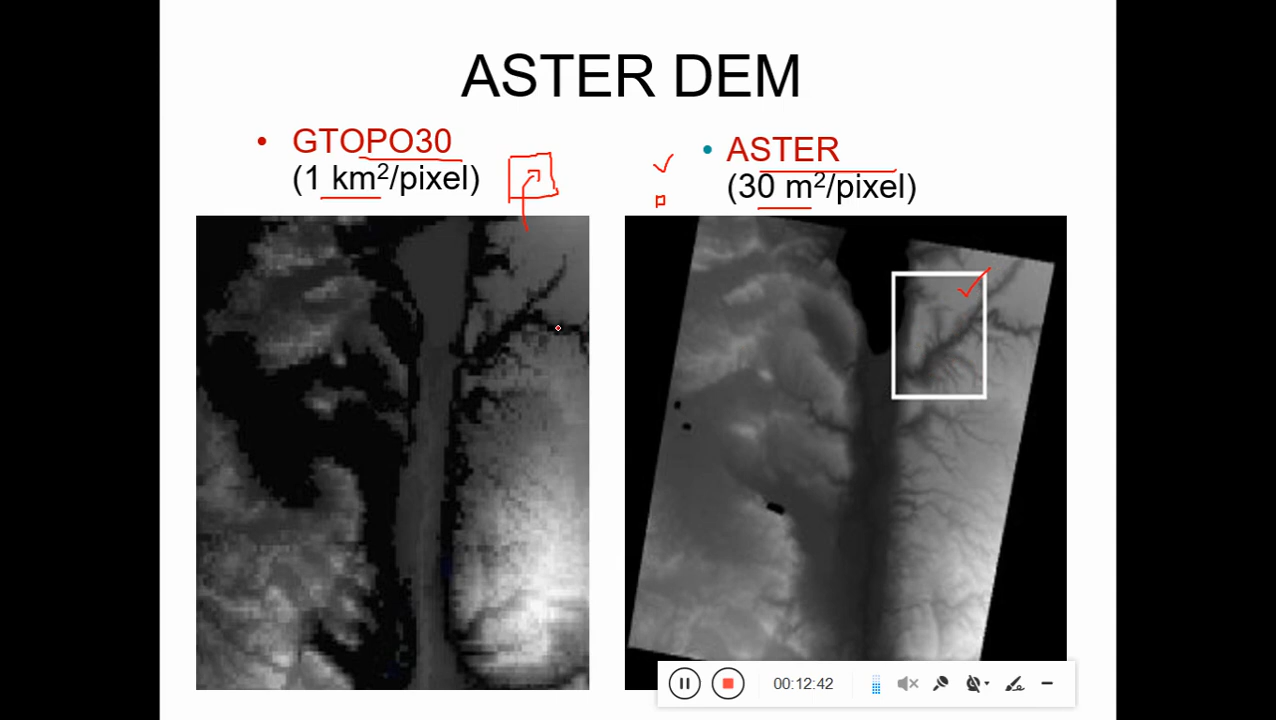 ASTER DEM
• GTOPO30
(1 km²/pixel)
• ASTER
(30 m²/pixel)
00:12:42